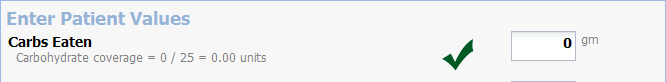 Enter Patient Values
Carbs Eaten
0 gm
Carbohydrate coverage = 0 / 25 = 0.00 units